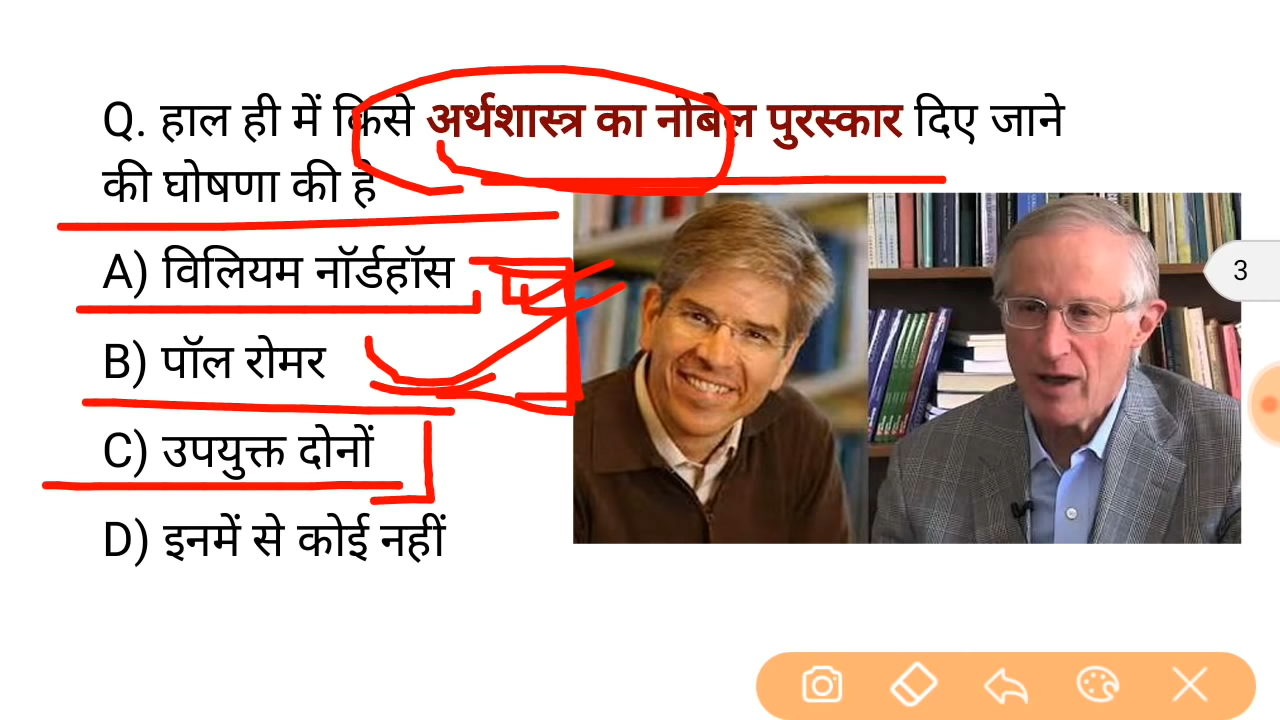 Q. हाल ही में किसे अर्थशास्त्र का नोबेल पुरस्कार दिए जाने
की घोषणा की है
A) विलियम नॉर्डहॉस
B) पॉल रोमर
C) उपयुक्त दोनों
D) इनमें से कोई नहीं
3